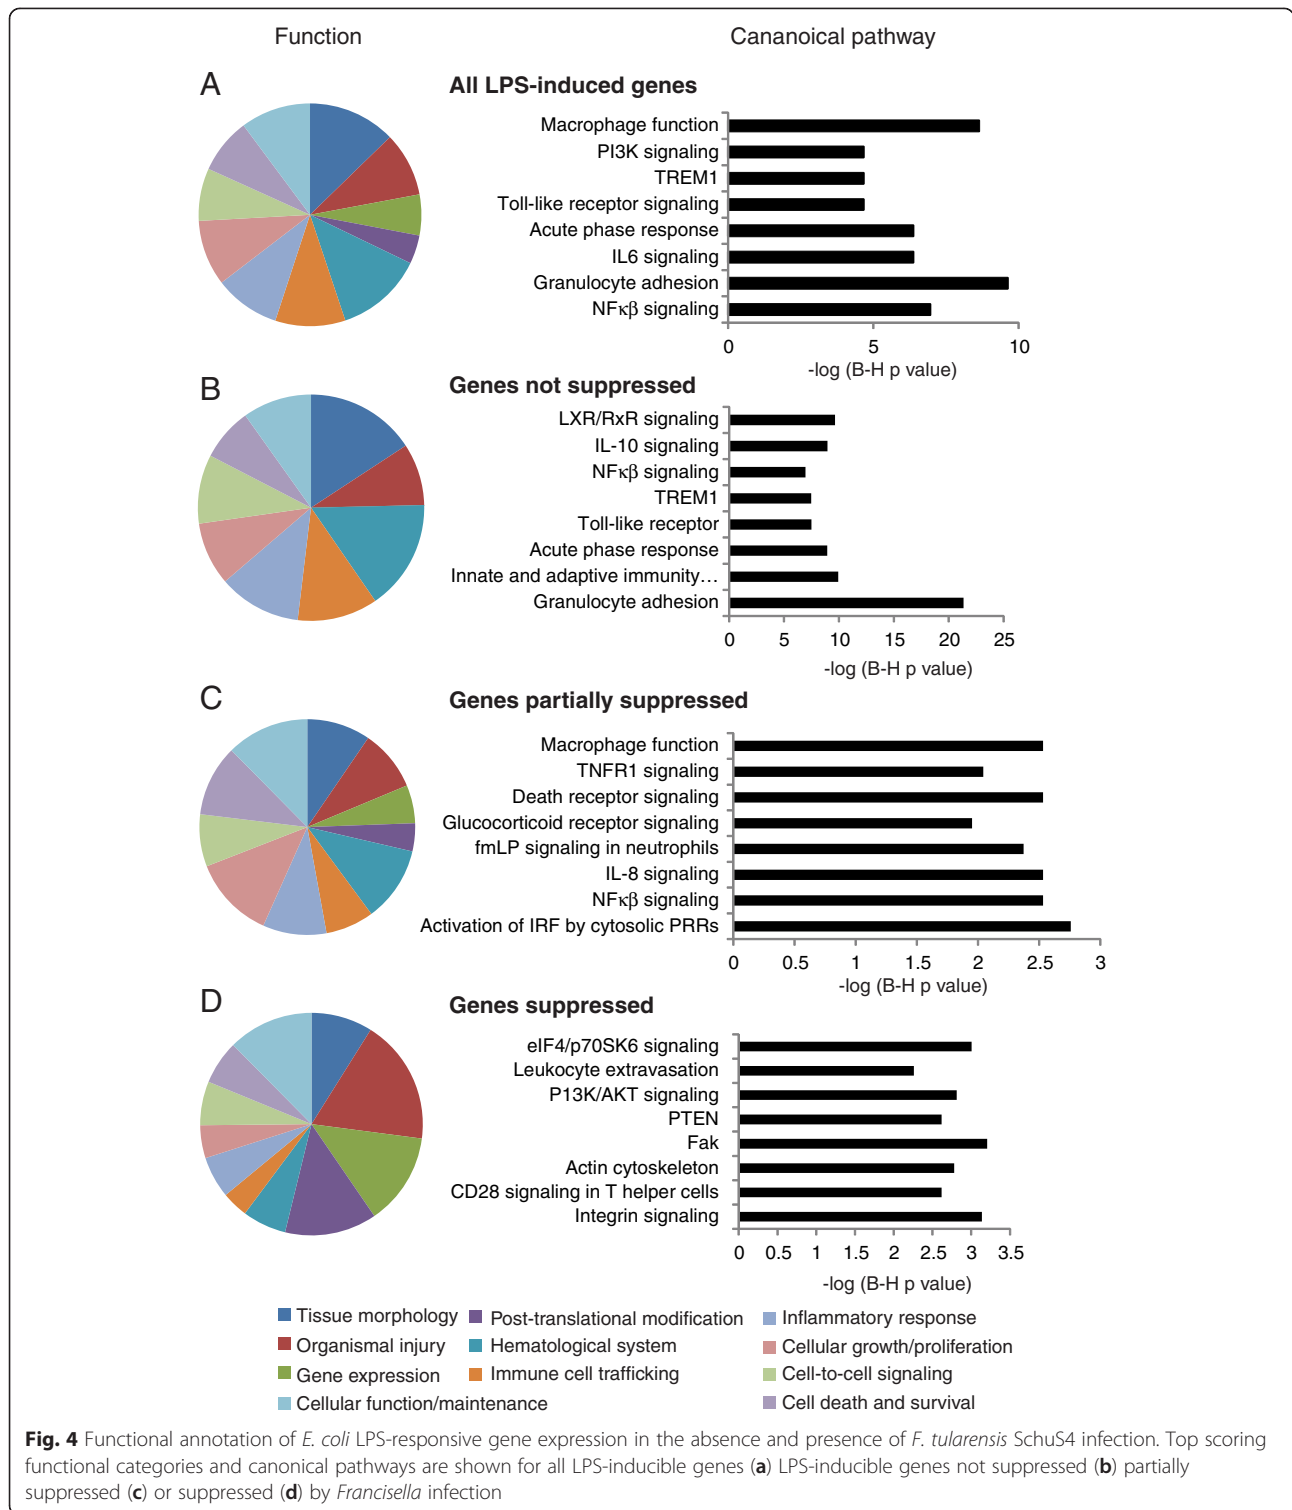 Function
Cananoical pathway
A
All LPS-induced genes
Macrophage function
PI3K signaling
TREM1
Toll-like receptor signaling
Acute phase response
IL6 signaling
Granulocyte adhesion
NFκβ signaling
0 5 10
-log (B-H p value)
B
Genes not suppressed
LXR/RxR signaling
IL-10 signaling
NFκβ signaling
TREM1
Toll-like receptor
Acute phase response
Innate and adaptive immunity…
Granulocyte adhesion
0 5 10 15 20 25
-log (B-H p value)
C
Genes partially suppressed
Macrophage function
TNFR1 signaling
Death receptor signaling
Glucocorticoid receptor signaling
fmLP signaling in neutrophils
IL-8 signaling
NFκβ signaling
Activation of IRF by cytosolic PRRs
0 0.5 1 1.5 2 2.5 3
-log (B-H p value)
D
Genes suppressed
eIF4/p70SK6 signaling
Leukocyte extravasation
P13K/AKT signaling
PTEN
Fak
Actin cytoskeleton
CD28 signaling in T helper cells
Integrin signaling
0 0.5 1 1.5 2 2.5 3 3.5
-log (B-H p value)
Tissue morphology
Organismal injury
Gene expression
Cellular function/maintenance
Post-translational modification
Hematological system
Immune cell trafficking
Inflammatory response
Cellular growth/proliferation
Cell-to-cell signaling
Cell death and survival
Fig. 4 Functional annotation of E. coli LPS-responsive gene expression in the absence and presence of F. tularensis SchuS4 infection. Top scoring
functional categories and canonical pathways are shown for all LPS-inducible genes (a) LPS-inducible genes not suppressed (b) partially
suppressed (c) or suppressed (d) by Francisella infection